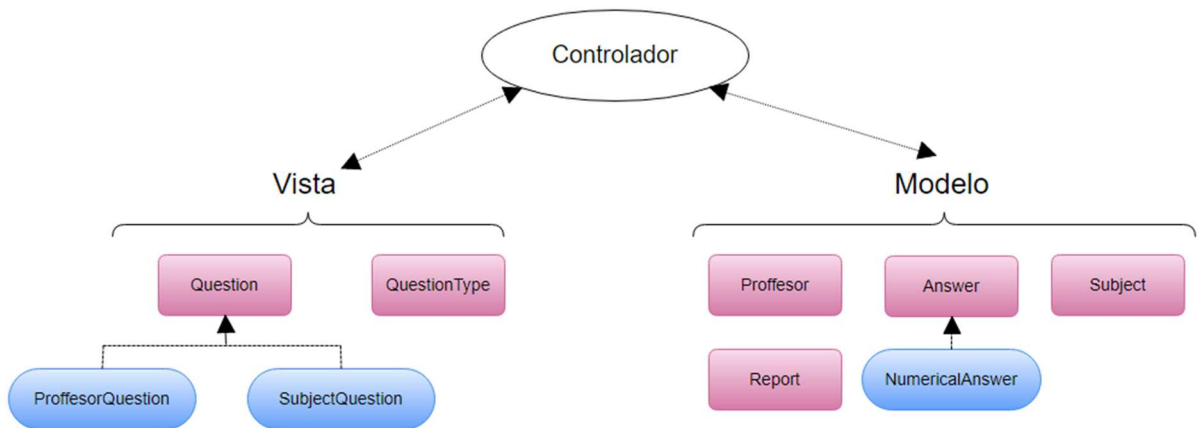 Controlador
Vista
Modelo
Question
QuestionType
Proffesor
Answer
Subject
ProffesorQuestion
SubjectQuestion
Report
NumericalAnswer